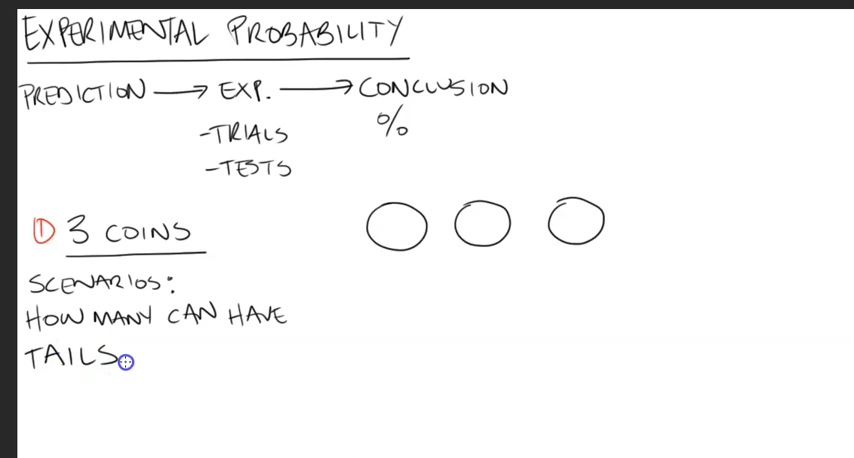 EXPERIMENTAL PROBABILITY
PREDICTION → EXP. → CONCLUSION
%
-TRIALS
-TESTS
① 3 COINS
SCENARIOS:
HOW MANY CAN HAVE
TAILS